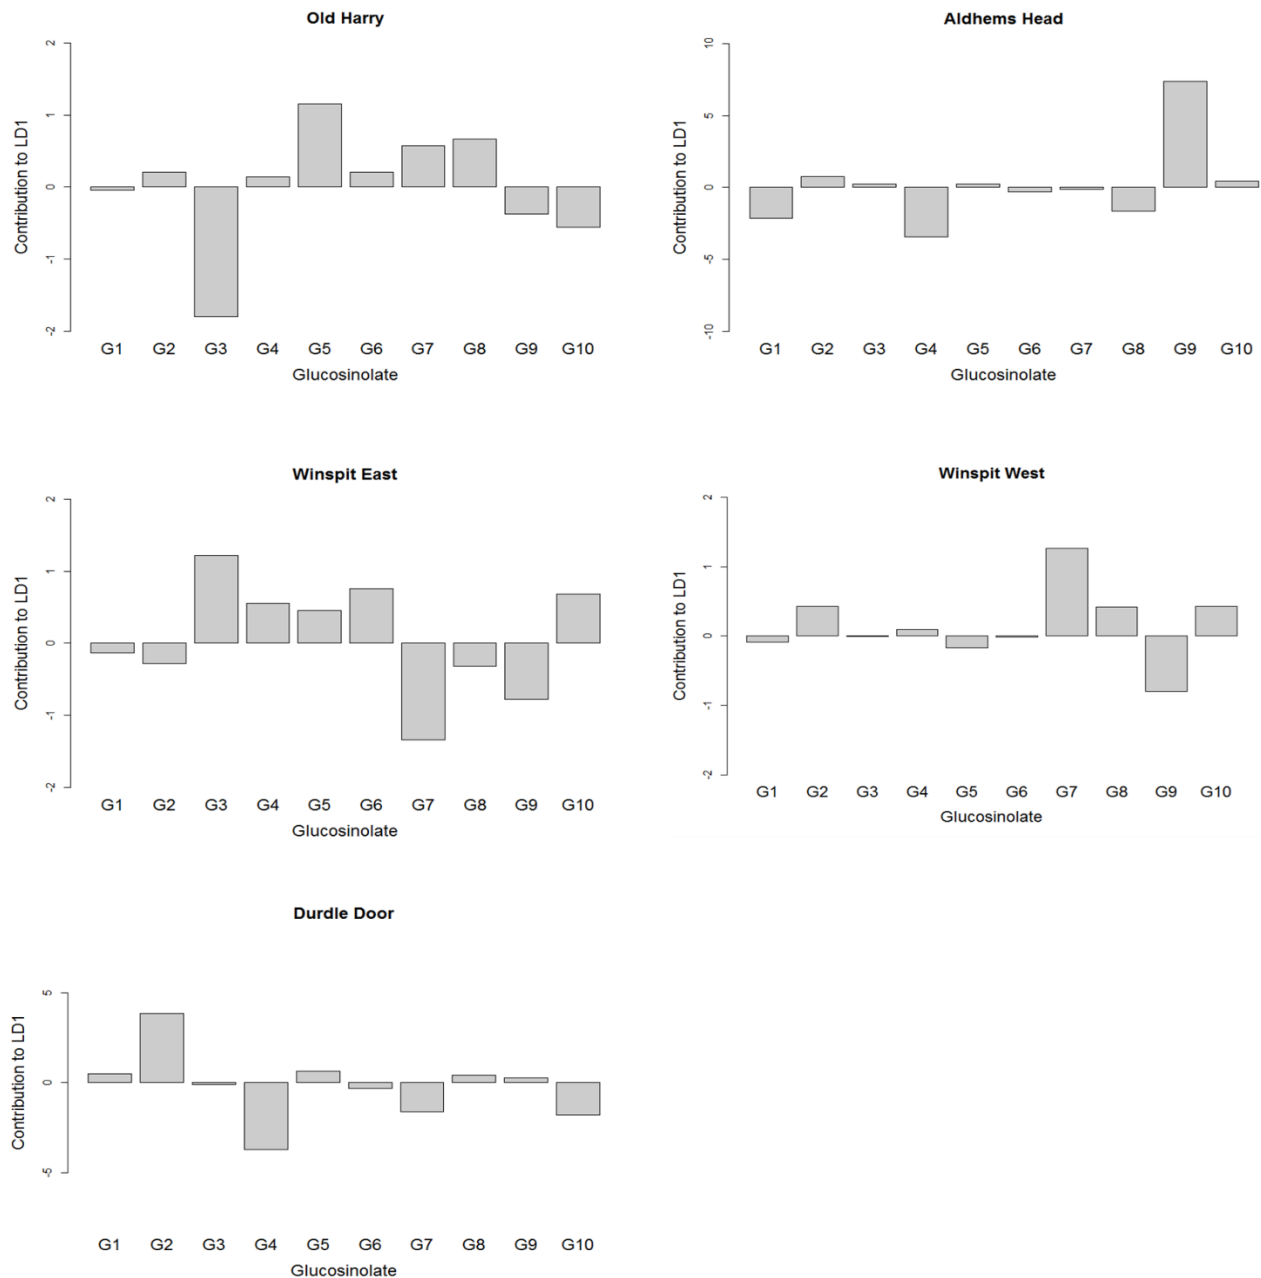 Old Harry
Contribution to LD1
2
1
0
-1
-2
G1 G2 G3 G4 G5 G6 G7 G8 G9 G10
Glucosinolate
Aldhems Head
Contribution to LD1
10
5
0
-5
-10
G1 G2 G3 G4 G5 G6 G7 G8 G9 G10
Glucosinolate
Winspit East
Contribution to LD1
2
1
0
-1
-2
G1 G2 G3 G4 G5 G6 G7 G8 G9 G10
Glucosinolate
Winspit West
Contribution to LD1
2
1
0
-1
-2
G1 G2 G3 G4 G5 G6 G7 G8 G9 G10
Glucosinolate
Durdle Door
Contribution to LD1
5
0
-5
G1 G2 G3 G4 G5 G6 G7 G8 G9 G10
Glucosinolate